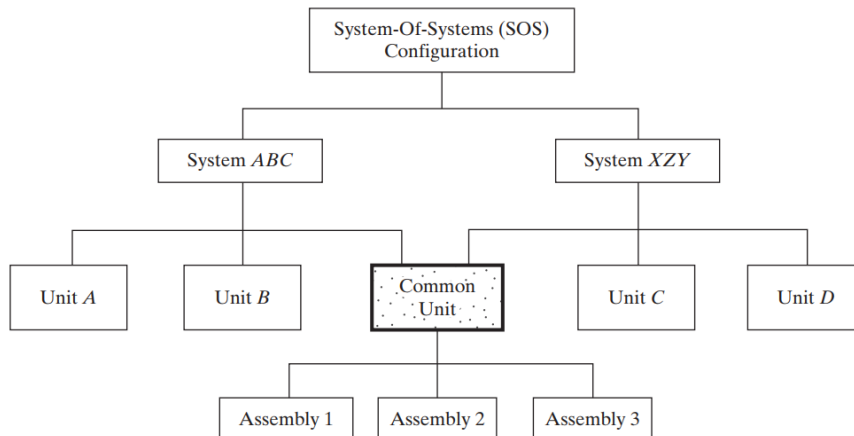 System-Of-Systems (SOS)
Configuration
System ABC
System XZY
Unit A
Unit B
Common
Unit
Unit C
Unit D
Assembly 1
Assembly 2
Assembly 3